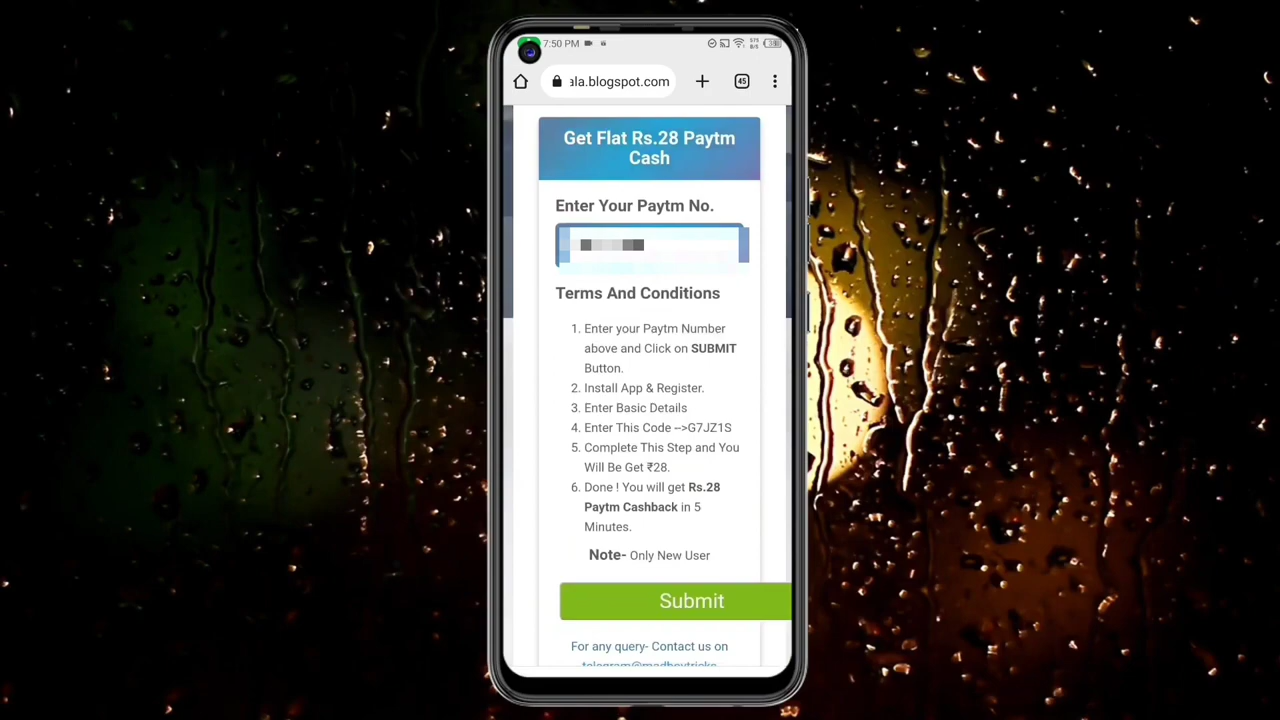 7:50 PM
ala.blogspot.com
45
Get Flat Rs.28 Paytm
Cash
Enter Your Paytm No.
Terms And Conditions
1. Enter your Paytm Number
above and Click on SUBMIT
Button.
2. Install App & Register.
3. Enter Basic Details
4. Enter This Code -->G7JZ1S
5. Complete This Step and You
Will Be Get ₹28.
6. Done ! You will get Rs.28
Paytm Cashback in 5
Minutes.
Note- Only New User
Submit
For any query- Contact us on
telegram@madboytricks